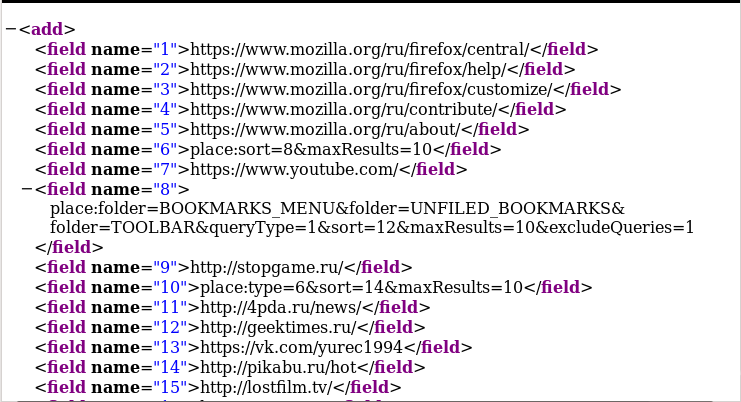 −<add>
<field name="1">https://www.mozilla.org/ru/firefox/central/</field>
<field name="2">https://www.mozilla.org/ru/firefox/help/</field>
<field name="3">https://www.mozilla.org/ru/firefox/customize/</field>
<field name="4">https://www.mozilla.org/ru/contribute/</field>
<field name="5">https://www.mozilla.org/ru/about/</field>
<field name="6">place:sort=8&maxResults=10</field>
<field name="7">https://www.youtube.com/</field>
−<field name="8">
place:folder=BOOKMARKS_MENU&folder=UNFILED_BOOKMARKS&
folder=TOOLBAR&queryType=1&sort=12&maxResults=10&excludeQueries=1
</field>
<field name="9">http://stopgame.ru/</field>
<field name="10">place:type=6&sort=14&maxResults=10</field>
<field name="11">http://4pda.ru/news/</field>
<field name="12">http://geektimes.ru/</field>
<field name="13">https://vk.com/yurec1994</field>
<field name="14">http://pikabu.ru/hot</field>
<field name="15">http://lostfilm.tv/</field>